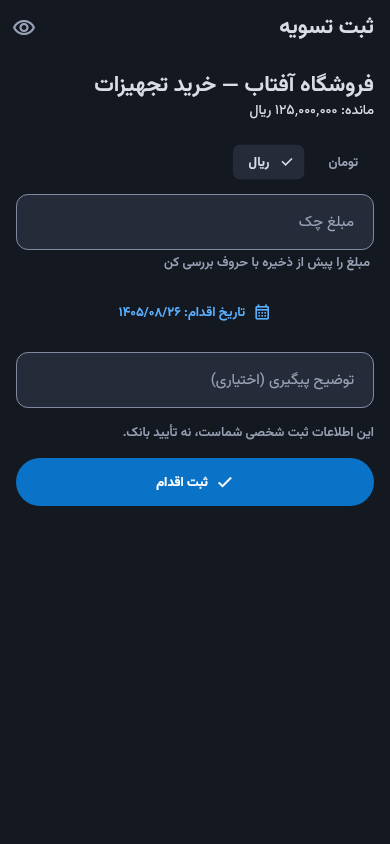 ثبت تسویه
فروشگاه آفتاب — خرید تجهیزات
مانده: ۱۲۵,۰۰۰,۰۰۰ ریال
تومان
ریال
مبلغ چک
مبلغ را پیش از ذخیره با حروف بررسی کن
تاریخ اقدام: ۱۴۰۵/۰۸/۲۶
توضیح پیگیری (اختیاری)
این اطلاعات ثبت شخصی شماست، نه تأیید بانک.
ثبت اقدام